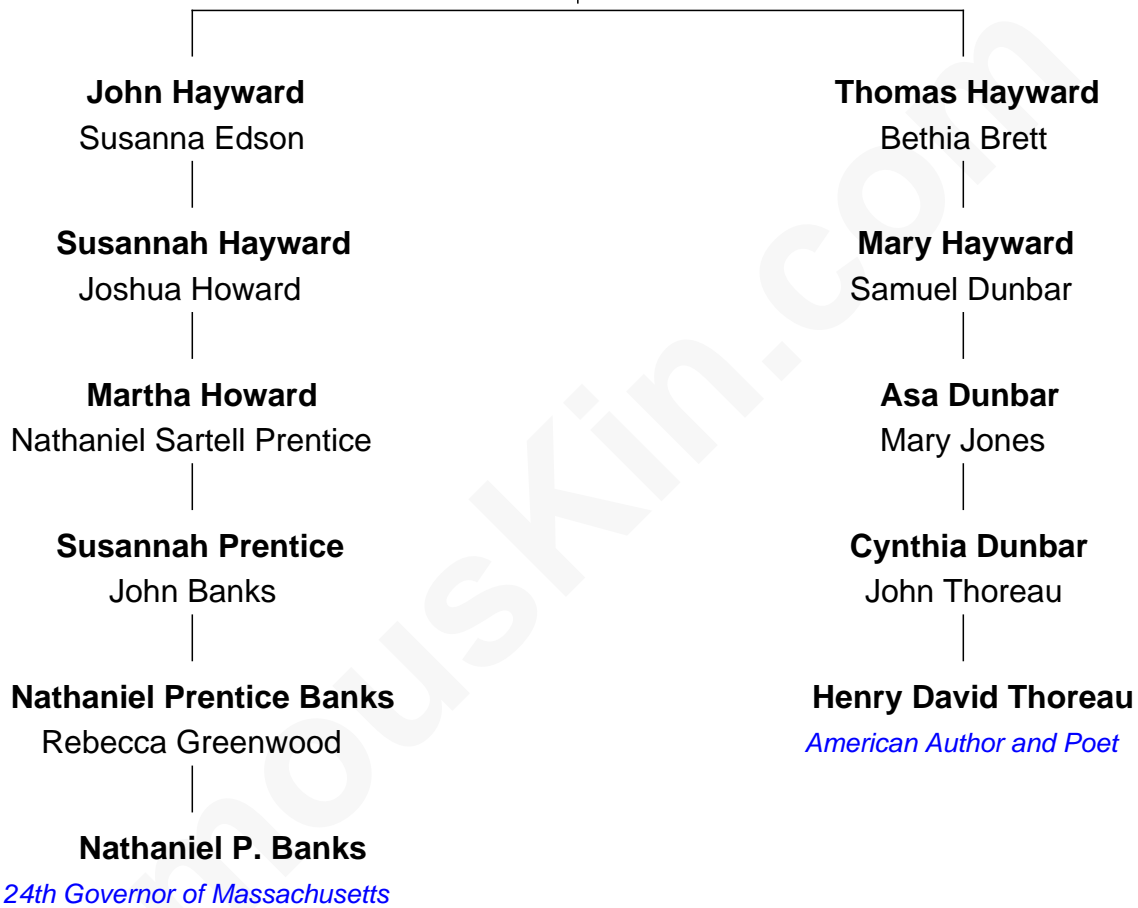 John Hayward
Susanna Edson
Susannah Hayward
Joshua Howard
Martha Howard
Nathaniel Sartell Prentice
Susannah Prentice
John Banks
Nathaniel Prentice Banks
Rebecca Greenwood
Nathaniel P. Banks
24th Governor of Massachusetts
Thomas Hayward
Bethia Brett
Mary Hayward
Samuel Dunbar
Asa Dunbar
Mary Jones
Cynthia Dunbar
John Thoreau
Henry David Thoreau
American Author and Poet
mousKin.com